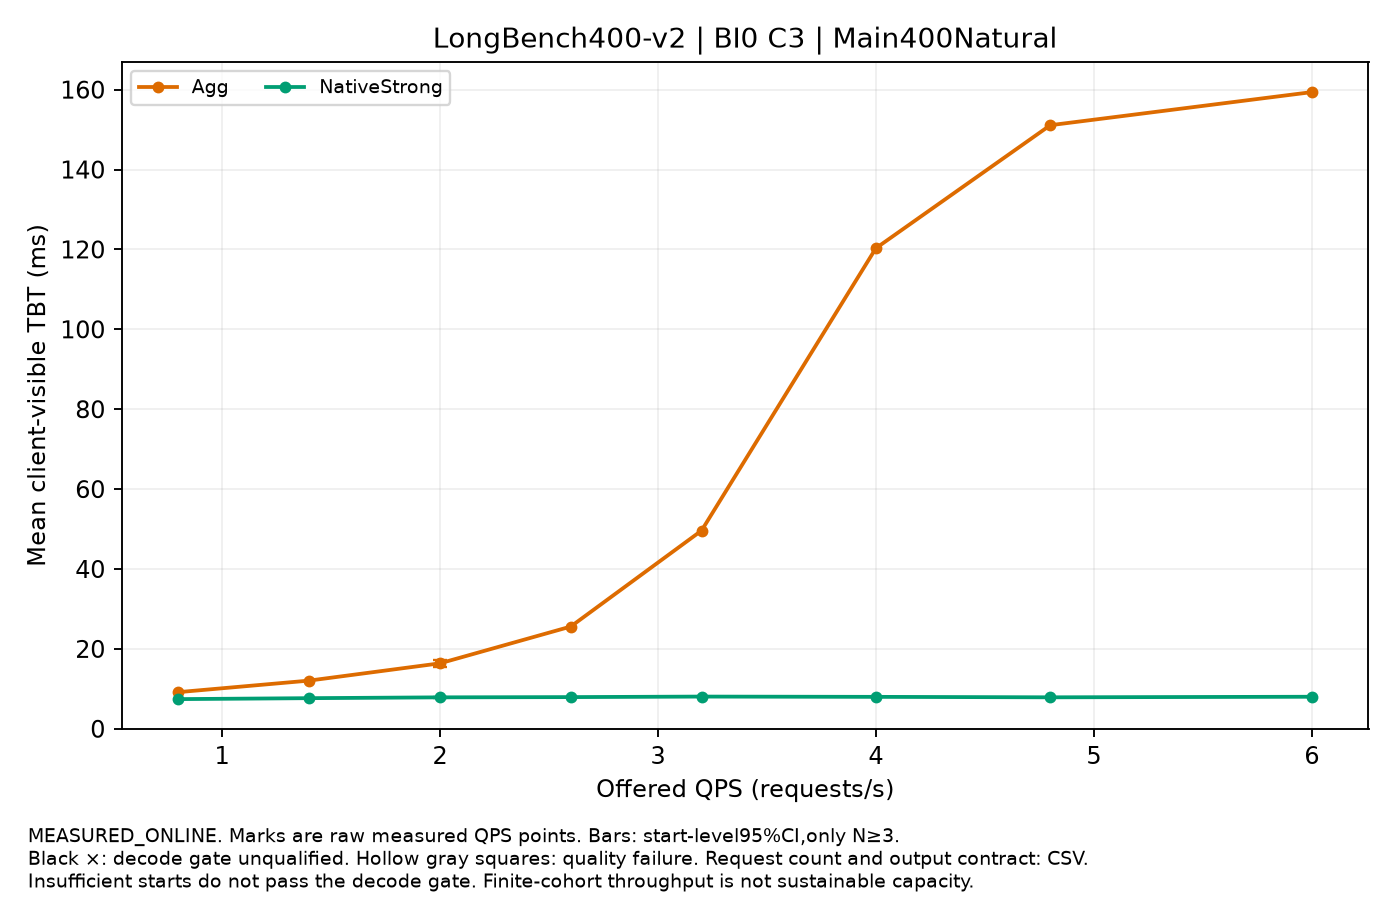 LongBench400-v2 | BI0 C3 | Main400Natural
Agg
NativeStrong
Mean client-visible TBT (ms)
160
140
120
100
80
60
40
20
0
1
2
3
4
5
6
Offered QPS (requests/s)
MEASURED_ONLINE. Marks are raw measured QPS points. Bars: start-level95%CI,only N≥3.
Black ×: decode gate unqualified. Hollow gray squares: quality failure. Request count and output contract: CSV.
Insufficient starts do not pass the decode gate. Finite-cohort throughput is not sustainable capacity.